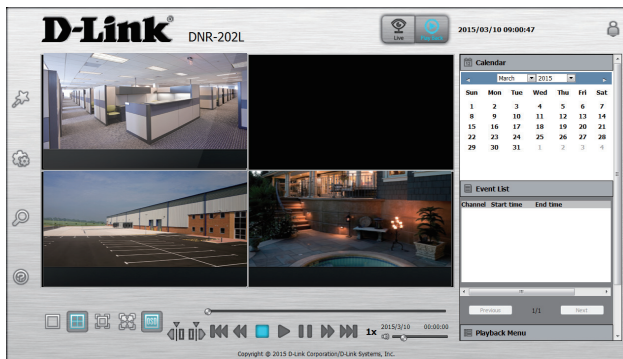 D-Link®
DNR-202L
Live
Playback
2015/03/10 09:00:47
Calendar
March 2015
Sun Mon Tue Wed Thu Fri Sat
1 2 3 4 5 6 7
8 9 10 11 12 13 14
15 16 17 18 19 20 21
22 23 24 25 26 27 28
29 30 31 1 2 3 4
Event List
Channel Start time End time
Previous 1/1 Next
Playback Menu
1x
2015/3/10 00:00:00
Copyright @ 2015 D-Link Corporation/D-Link Systems, Inc.